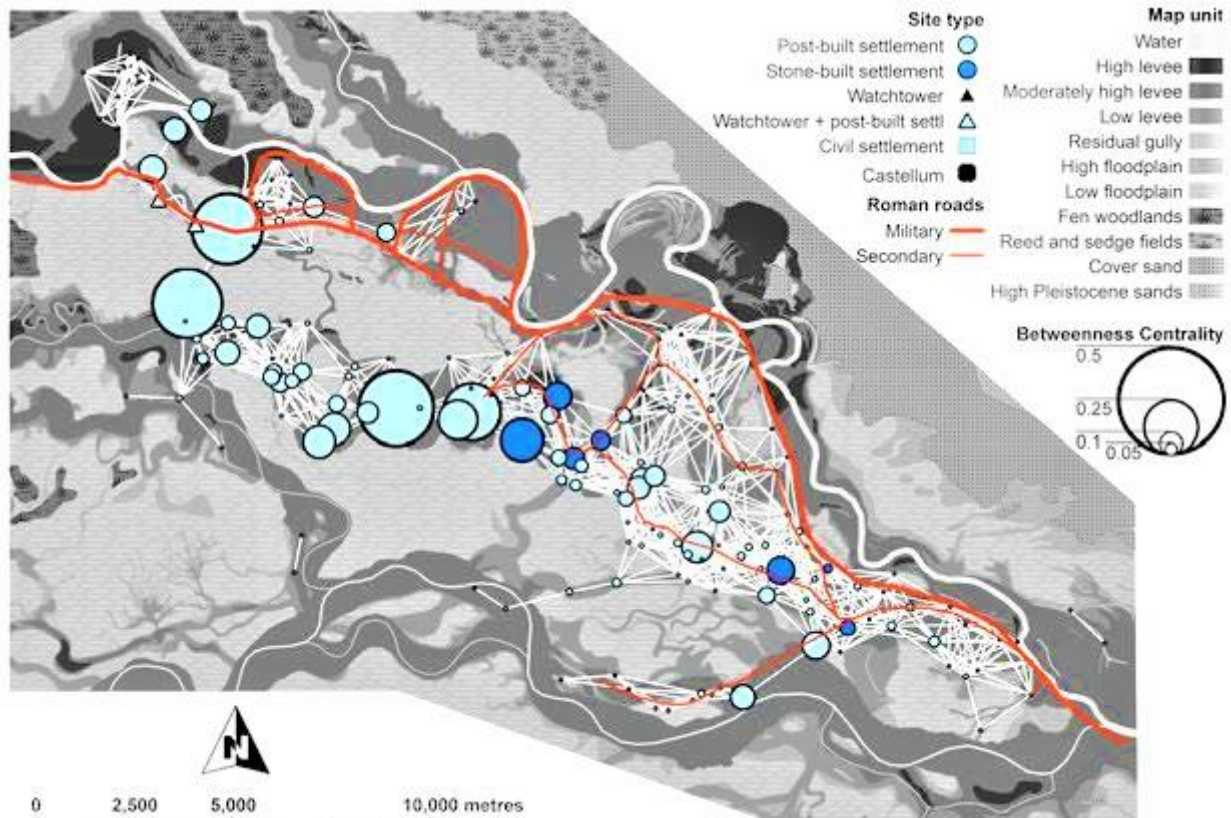 Site type
Post-built settlement
Stone-built settlement
Watchtower
Watchtower + post-built settl
Civil settlement
Castellum
Roman roads
Military
Secondary
Map unit
Water
High levee
Moderately high levee
Low levee
Residual gully
High floodplain
Low floodplain
Fen woodlands
Reed and sedge fields
Cover sand
High Pleistocene sands
Betweenness Centrality
0.5
0.25
0.1
0.05
N
0 2,500 5,000 10,000 metres